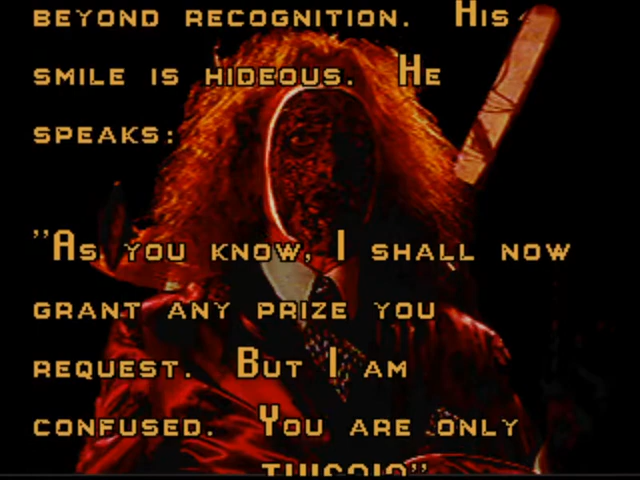 BEYOND RECOGNITION. HIS
SMILE IS HIDEOUS. HE
SPEAKS:
"AS YOU KNOW, I SHALL NOW
GRANT ANY PRIZE YOU
REQUEST. BUT I AM
CONFUSED. YOU ARE ONLY